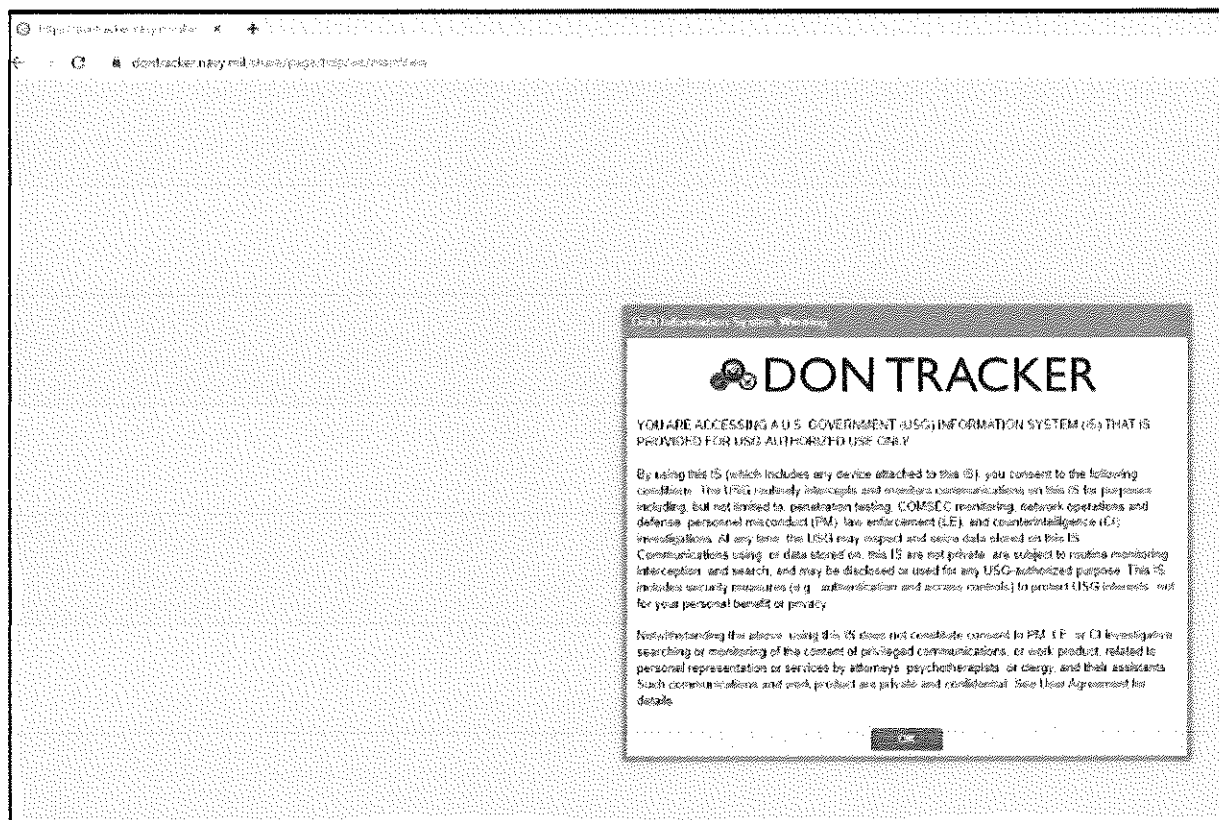 dontracker.navy.mil/share/page/
DoD Information System Warning
DON TRACKER
YOU ARE ACCESSING A U.S. GOVERNMENT (USG) INFORMATION SYSTEM (IS) THAT IS
PROVIDED FOR USG-AUTHORIZED USE ONLY
By using this IS (which includes any device attached to this IS), you consent to the following
conditions: The USG routinely intercepts and monitors communications on this IS for purposes
including, but not limited to, penetration testing, COMSEC monitoring, network operations and
defense, personnel misconduct (PM), law enforcement (LE), and counterintelligence (CI)
investigations. At any time, the USG may inspect and seize data stored on this IS.
Communications using, or data stored on, this IS are not private, are subject to routine monitoring,
interception, and search, and may be disclosed or used for any USG-authorized purpose. This IS
includes security measures (e.g., authentication and access controls) to protect USG interests--not
for your personal benefit or privacy.
Notwithstanding the above, using this IS does not constitute consent to PM, LE or CI investigative
searching or monitoring of the content of privileged communications, or work product, related to
personal representation or services by attorneys, psychotherapists, or clergy, and their assistants.
Such communications and work product are private and confidential. See User Agreement for
details.
OK